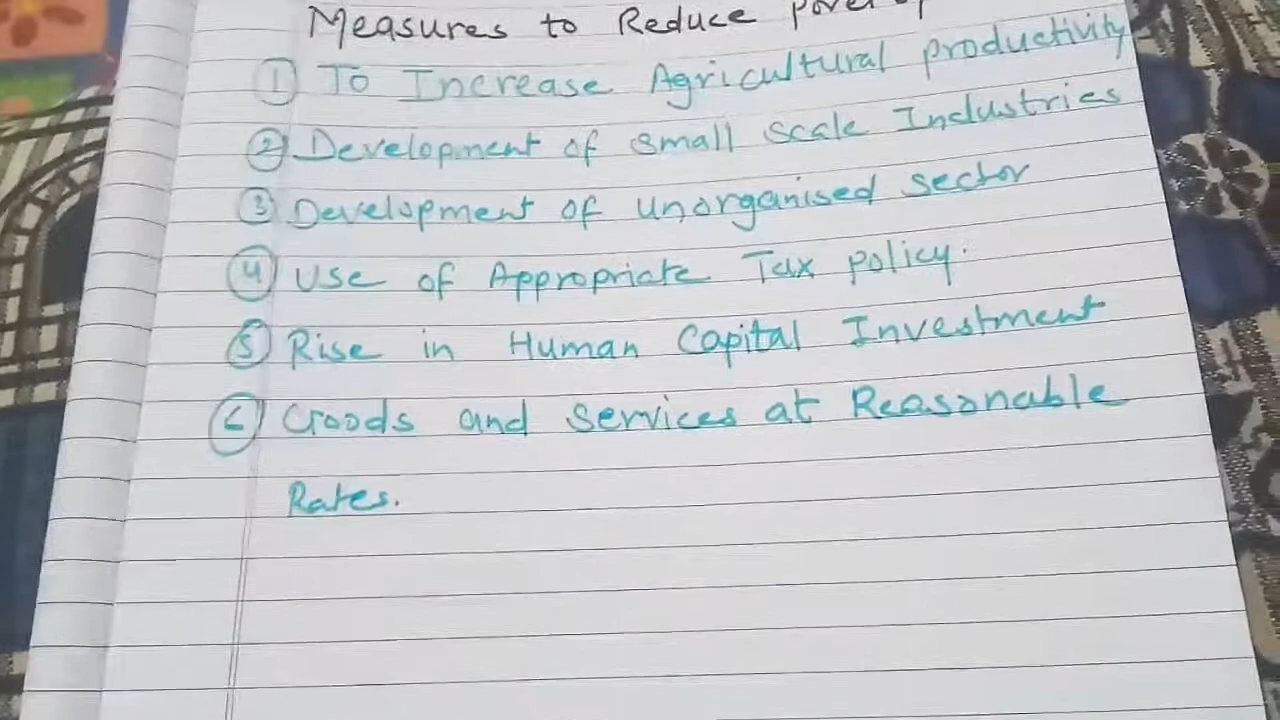 Measures to Reduce poverty
① To Increase Agricultural productivity
② Development of small scale Industries
③ Development of unorganised sector
④ Use of Appropriate Tax policy.
⑤ Rise in Human Capital Investment
⑥ Goods and services at Reasonable
Rates.